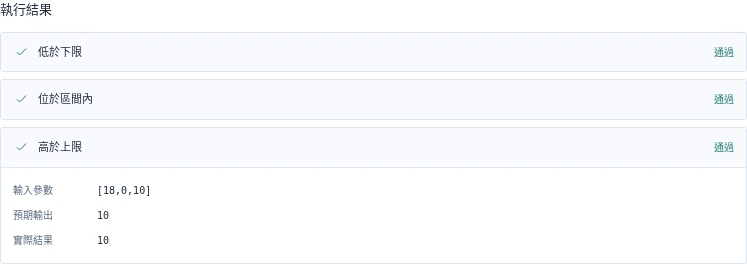 執行結果
低於下限 通過
位於區間內 通過
高於上限 通過
輸入參數 [18,0,10]
預期輸出 10
實際結果 10